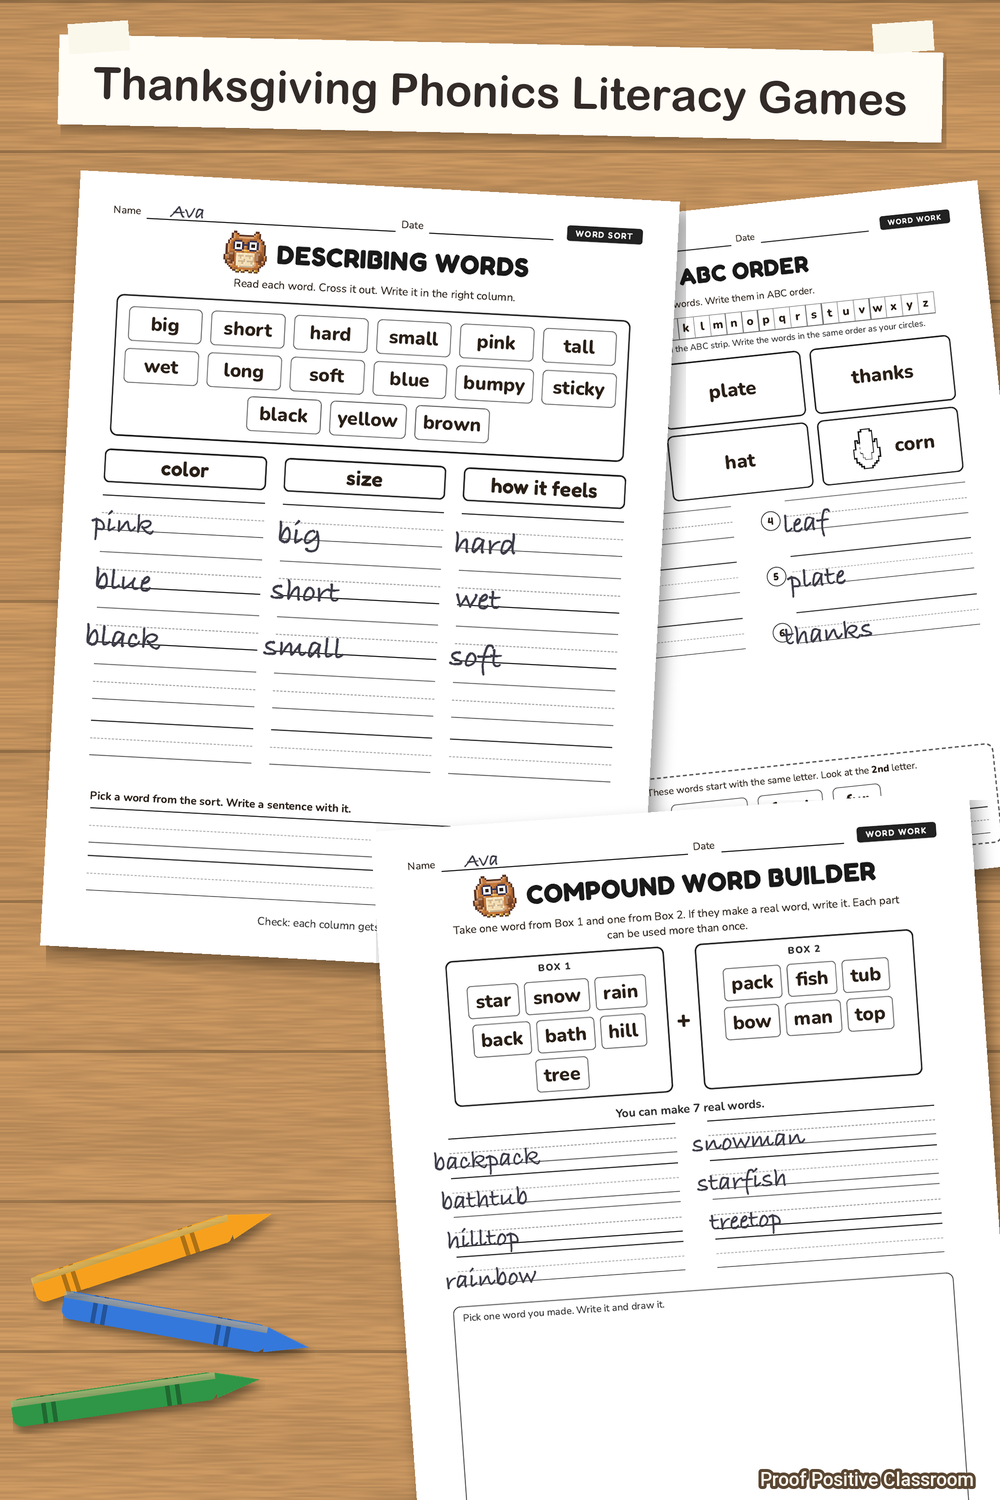 Thanksgiving Phonics Literacy Games
Name Ava Date WORD SORT
DESCRIBING WORDS
Read each word. Cross it out. Write it in the right column.
big short hard small pink tall
wet long soft blue bumpy sticky
black yellow brown
color size how it feels
pink big hard
blue short wet
black small soft
Pick a word from the sort. Write a sentence with it.
Check: each column gets
Date WORD WORK
ABC ORDER
words. Write them in ABC order.
k l m n o p q r s t u v w x y z
the ABC strip. Write the words in the same order as your circles.
plate thanks
hat corn
4 leaf
5 plate
6 thanks
These words start with the same letter. Look at the 2nd letter.
Name Ava Date WORD WORK
COMPOUND WORD BUILDER
Take one word from Box 1 and one from Box 2. If they make a real word, write it. Each part
can be used more than once.
BOX 1
star snow rain
back bath hill
tree
+
BOX 2
pack fish tub
bow man top
You can make 7 real words.
backpack snowman
bathtub starfish
hilltop treetop
rainbow
Pick one word you made. Write it and draw it.
Proof Positive Classroom